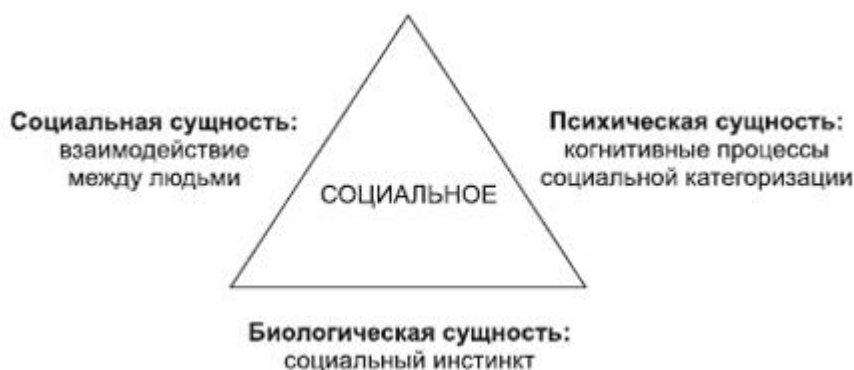 Социальная сущность:
взаимодействие
между людьми
Психическая сущность:
когнитивные процессы
социальной категоризации
СОЦИАЛЬНОЕ
Биологическая сущность:
социальный инстинкт